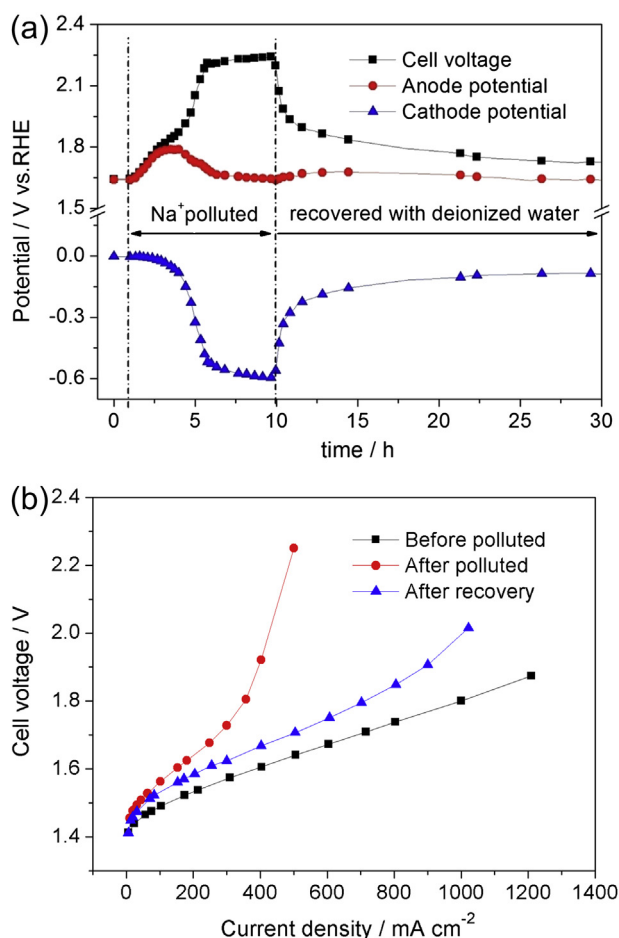 (a)
2.4
2.1
1.8
1.5
0.0
-0.3
-0.6
Potential / V vs.RHE
Cell voltage
Anode potential
Cathode potential
Na+polluted
recovered with deionized water
0 5 10 15 20 25 30
time / h
(b)
2.4
2.2
2.0
1.8
1.6
1.4
Cell voltage / V
Before polluted
After polluted
After recovery
0 200 400 600 800 1000 1200 1400
Current density / mA cm-2